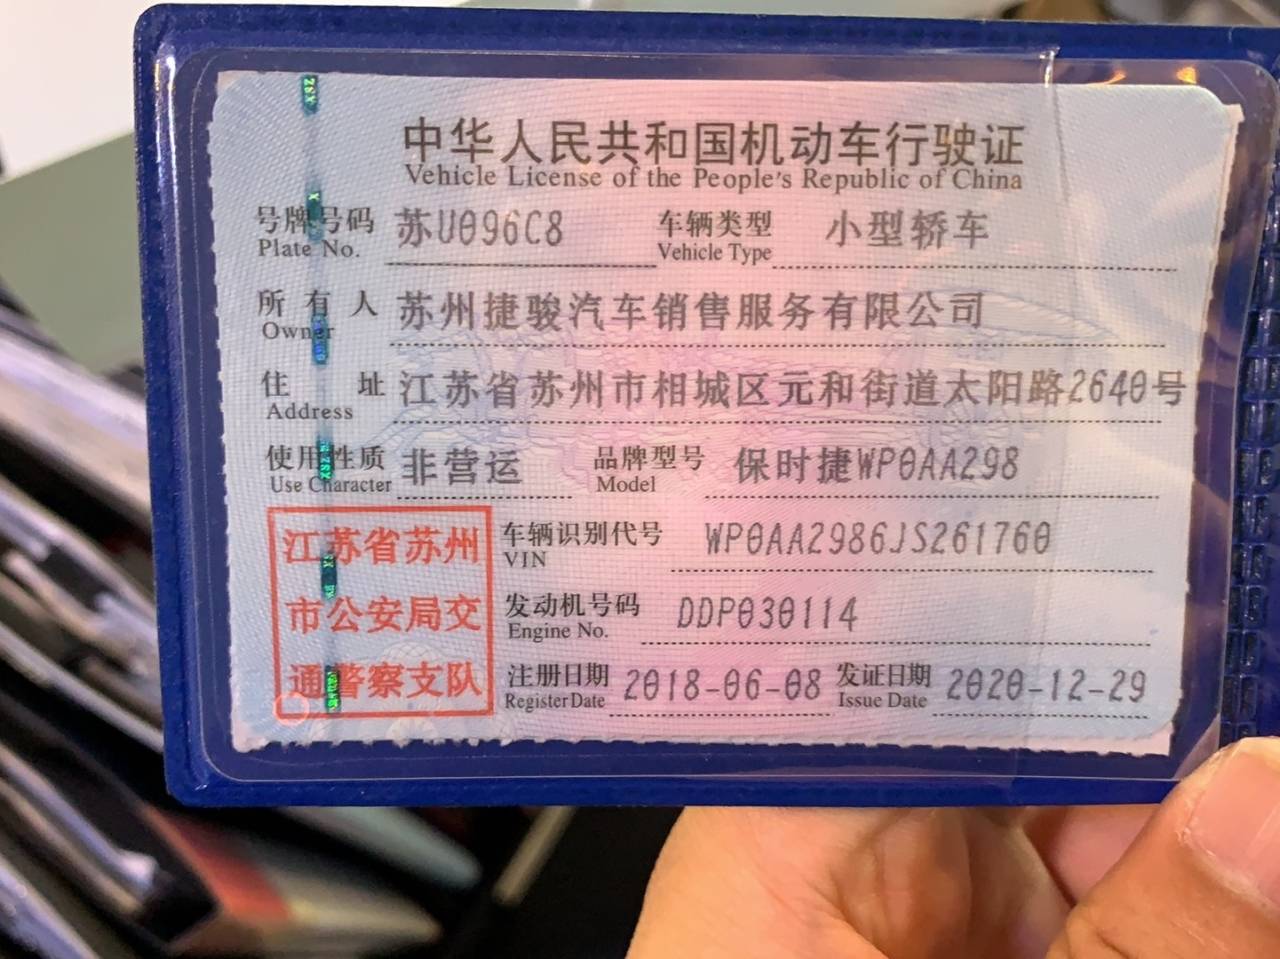 中华人民共和国机动车行驶证
Vehicle License of the People's Republic of China
号牌号码 苏U096C8 车辆类型 小型轿车
Plate No. Vehicle Type
所有人 苏州捷骏汽车销售服务有限公司
Owner
住址 江苏省苏州市相城区元和街道太阳路2640号
Address
使用性质 非营运 品牌型号 保时捷WP0AA298
Use Character Model
江苏省苏州
市公安局交
通警察支队
车辆识别代号 WP0AA2986JS261760
VIN
发动机号码 DDP030114
Engine No.
注册日期 2018-06-08 发证日期 2020-12-29
Register Date Issue Date